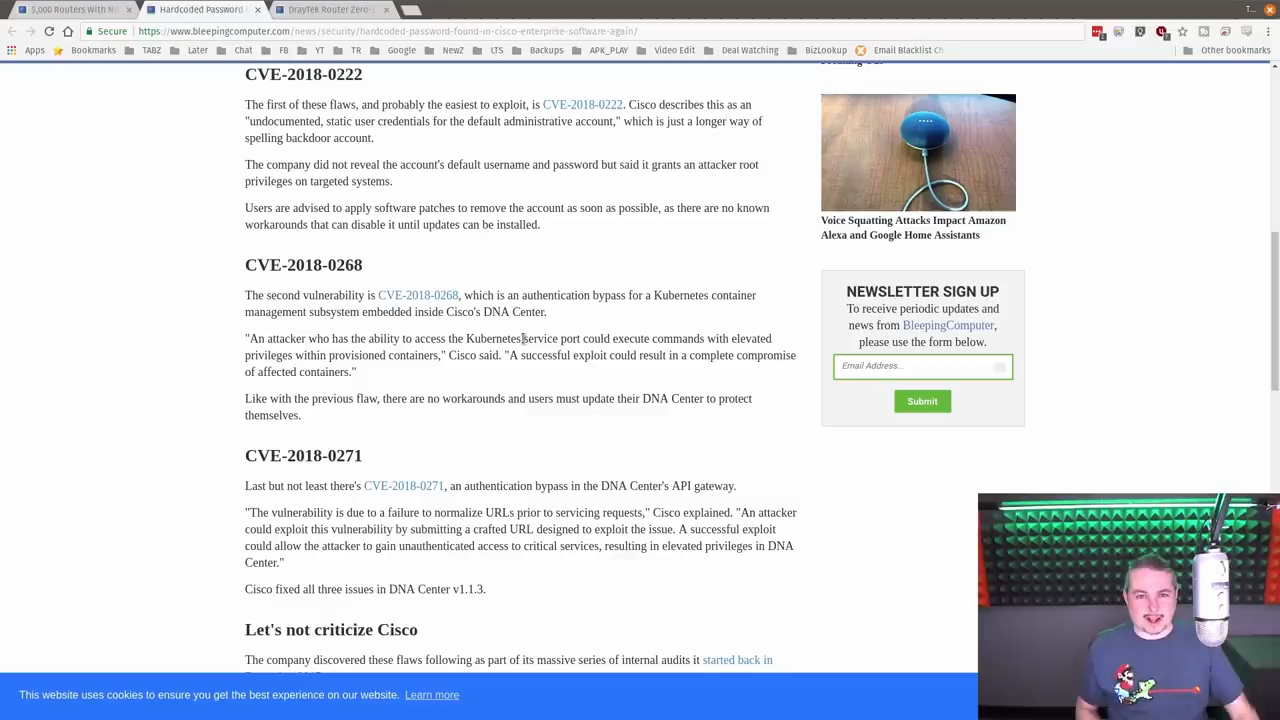 5,000 Routers With N
Hardcoded Password
DrayTek Router Zero-
T...
Secure
https://www.bleepingcomputer.com/news/security/hardcoded-password-found-in-cisco-enterprise-software-again/
Apps
Bookmarks
TABZ
Later
Chat
FB
YT
TR
Google
NewZ
LTS
Backups
APK_PLAY
Video Edit
Deal Watching
BizLookup
Email Blacklist Ch
Other bookmarks
CVE-2018-0222
The first of these flaws, and probably the easiest to exploit, is CVE-2018-0222. Cisco describes this as an
"undocumented, static user credentials for the default administrative account," which is just a longer way of
spelling backdoor account.
The company did not reveal the account's default username and password but said it grants an attacker root
privileges on targeted systems.
Users are advised to apply software patches to remove the account as soon as possible, as there are no known
workarounds that can disable it until updates can be installed.
CVE-2018-0268
The second vulnerability is CVE-2018-0268, which is an authentication bypass for a Kubernetes container
management subsystem embedded inside Cisco's DNA Center.
"An attacker who has the ability to access the Kubernetes service port could execute commands with elevated
privileges within provisioned containers," Cisco said. "A successful exploit could result in a complete compromise
of affected containers."
Like with the previous flaw, there are no workarounds and users must update their DNA Center to protect
themselves.
CVE-2018-0271
Last but not least there's CVE-2018-0271, an authentication bypass in the DNA Center's API gateway.
"The vulnerability is due to a failure to normalize URLs prior to servicing requests," Cisco explained. "An attacker
could exploit this vulnerability by submitting a crafted URL designed to exploit the issue. A successful exploit
could allow the attacker to gain unauthenticated access to critical services, resulting in elevated privileges in DNA
Center."
Cisco fixed all three issues in DNA Center v1.1.3.
Let's not criticize Cisco
The company discovered these flaws following as part of its massive series of internal audits it started back in
Voice Squatting Attacks Impact Amazon
Alexa and Google Home Assistants
NEWSLETTER SIGN UP
To receive periodic updates and
news from BleepingComputer,
please use the form below.
Email Address...
Submit
This website uses cookies to ensure you get the best experience on our website. Learn more